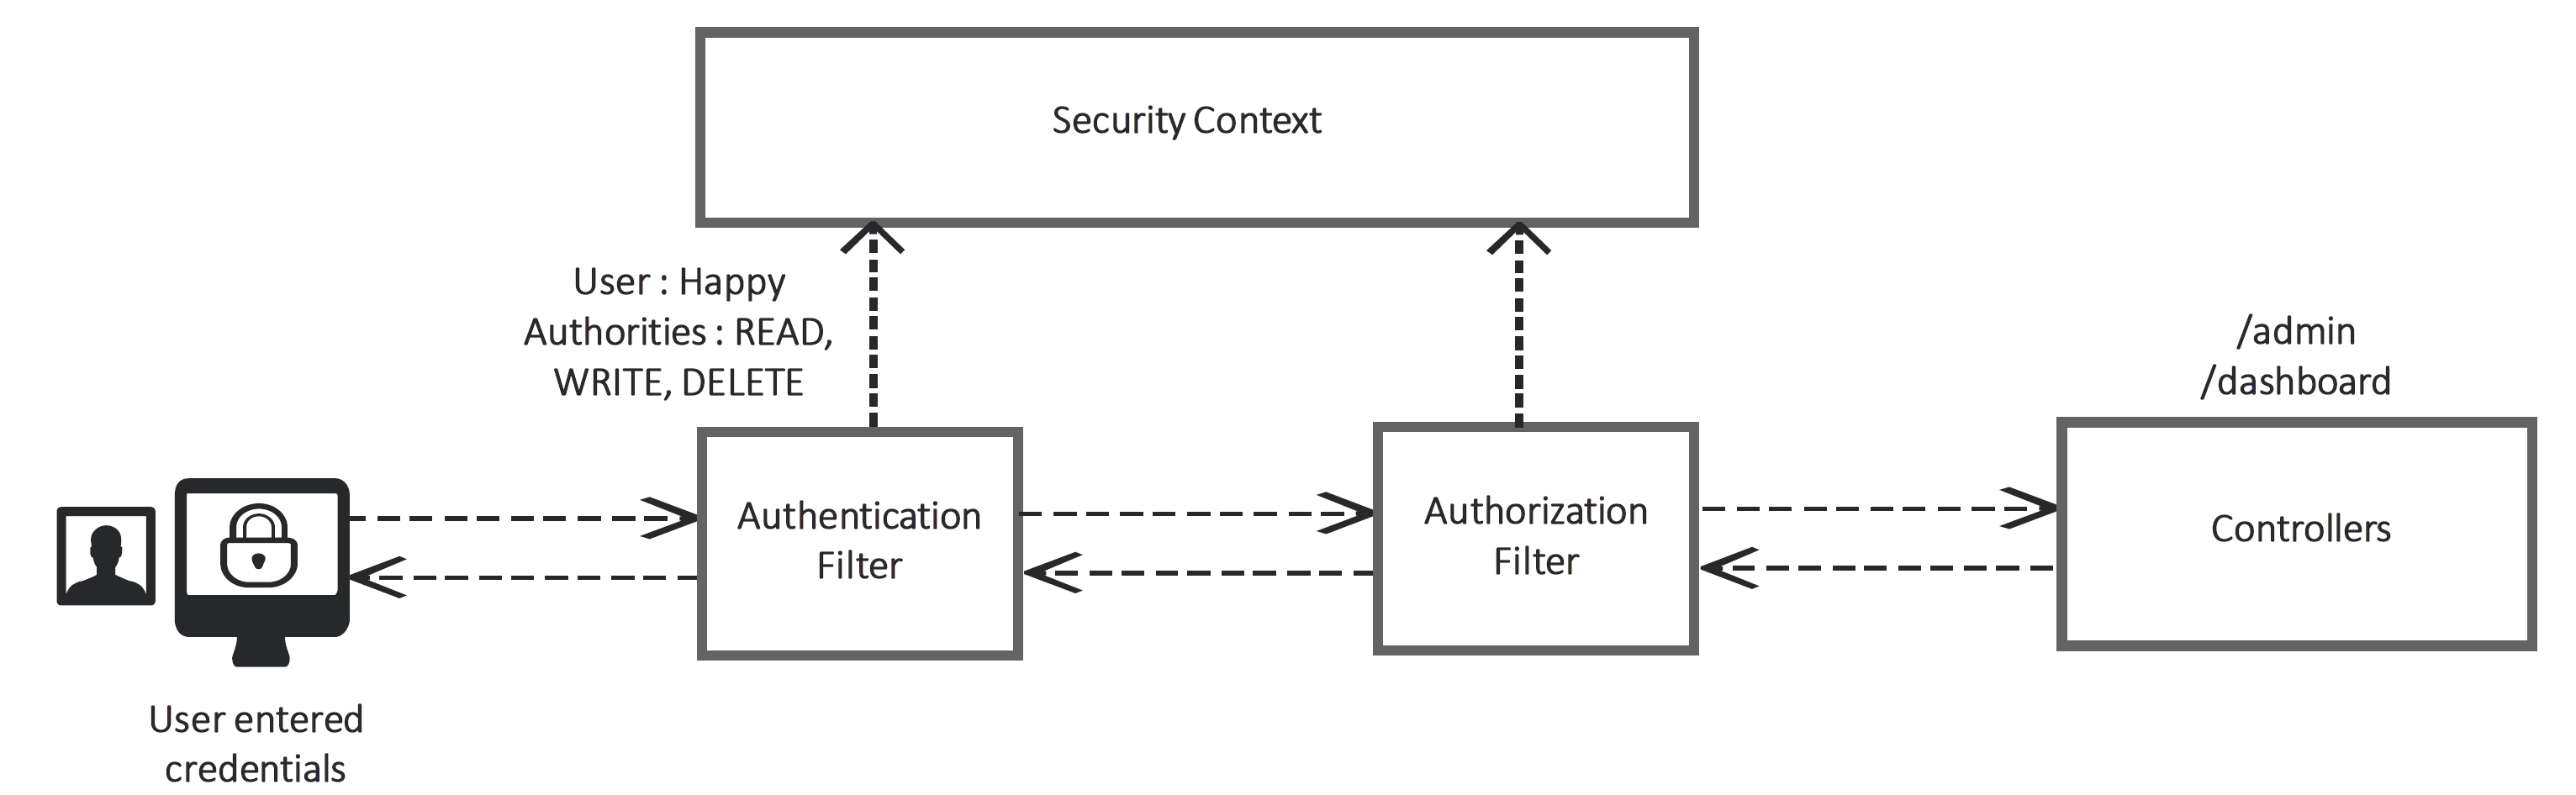 Security Context
User : Happy
Authorities : READ,
WRITE, DELETE
/admin
/dashboard
Authentication
Filter
Authorization
Filter
Controllers
User entered
credentials